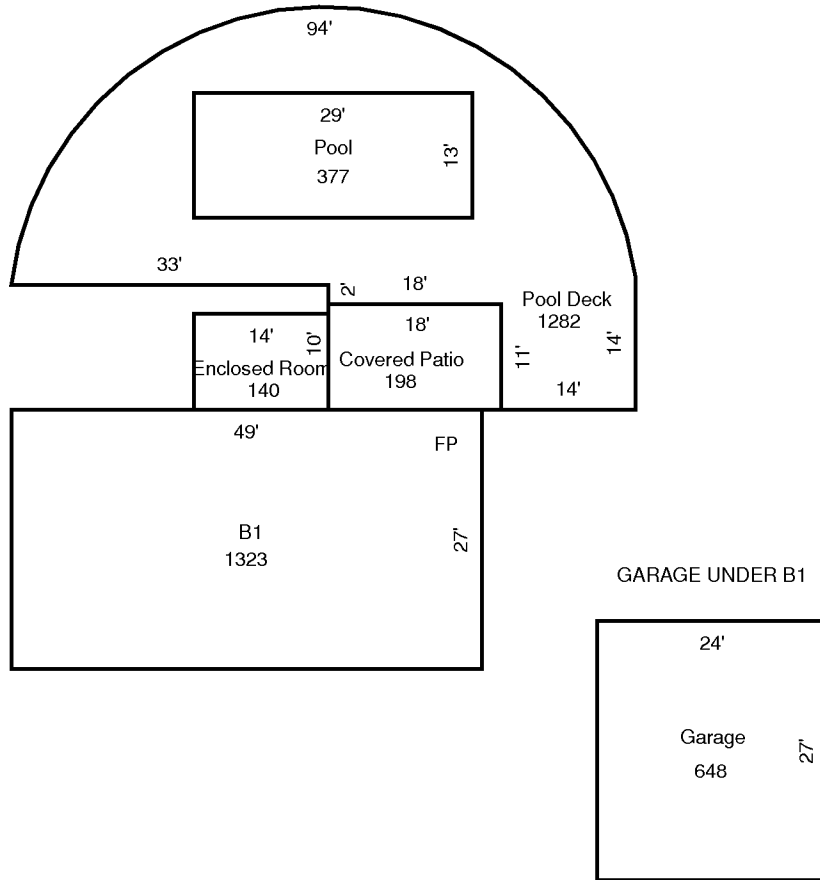 94'
29'
Pool
13'
377
33'
2'
18'
Pool Deck
1282
14'
10'
18'
11'
14'
Enclosed Room
140
Covered Patio
198
14'
49'
FP
B1
1323
27'
GARAGE UNDER B1
24'
Garage
648
27'